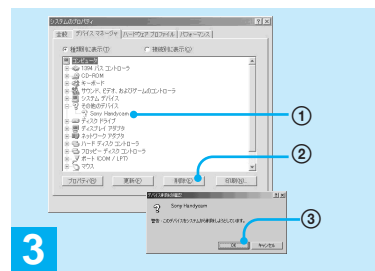 システムのプロパティ
全般 デバイス マネージャ ハードウェア プロファイル パフォーマンス
種類別に表示(T) 接続別に表示(C)
コンピュータ
1394 バス コントローラ
CD-ROM
キーボード
サウンド、ビデオ、およびゲームのコントローラ
システム デバイス
その他のデバイス
Sony Handycam
ディスク ドライブ
ディスプレイ アダプタ
ネットワーク アダプタ
ハード ディスク コントローラ
フロッピー ディスク コントローラ
ポート (COM / LPT)
マウス
プロパティ(R) 更新(F) 削除(E) 印刷(N)...
デバイス削除の確認
Sony Handycam
警告: このデバイスをシステムから削除しようとしています。
OK キャンセル
1
2
3
3